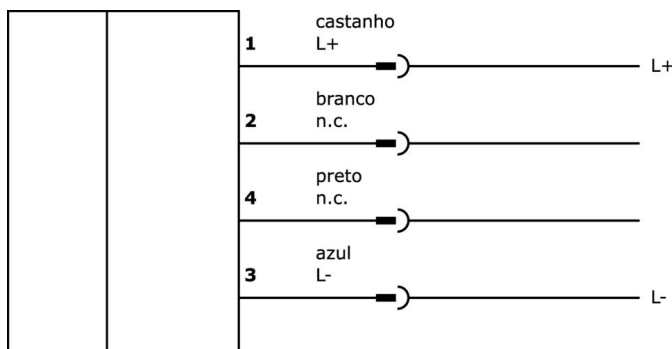 castanho
1 L+ L+
branco
2 n.c.
preto
4 n.c.
azul
3 L- L-